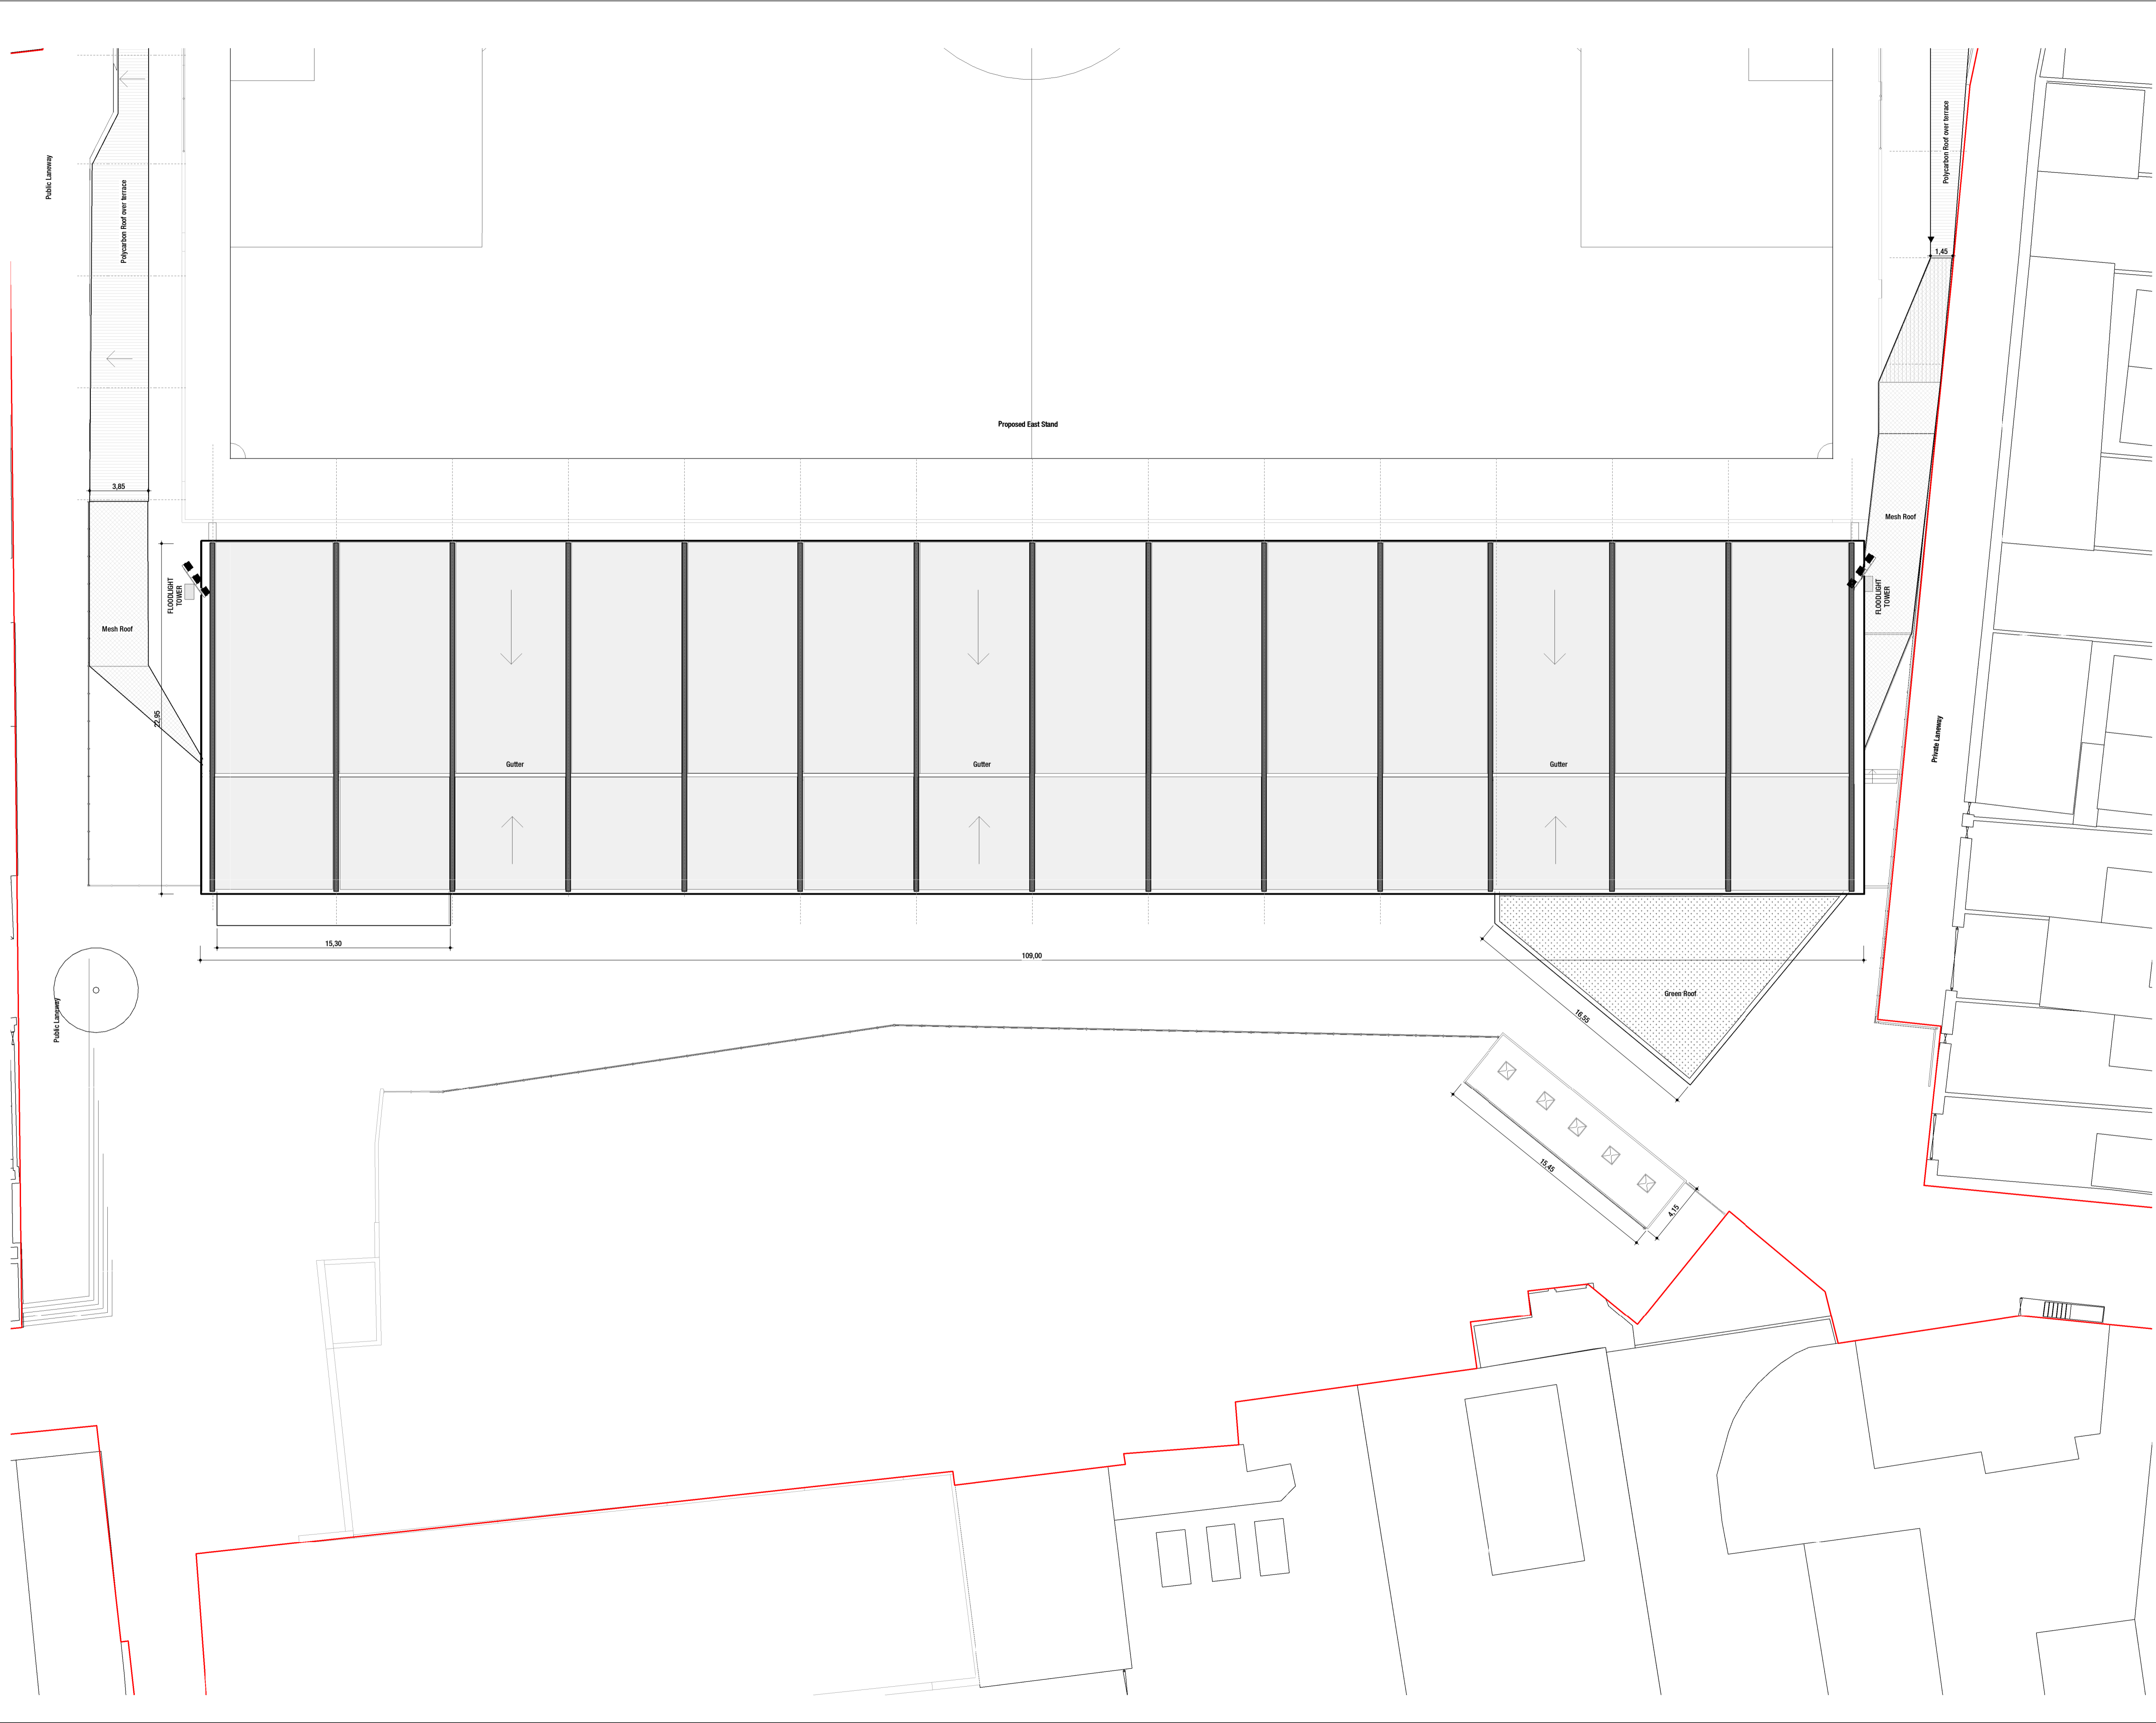 Public Laneway
Polycarbon Roof over terrace
Polycarbon Roof over terrace
1,45
Proposed East Stand
3,85
Mesh Roof
FLOODLIGHT
TOWER
FLOODLIGHT
TOWER
Mesh Roof
22,95
Private Laneway
Gutter
Gutter
Gutter
15,30
109,00
Public Laneway
Green Roof
16,55
15,45
4,15